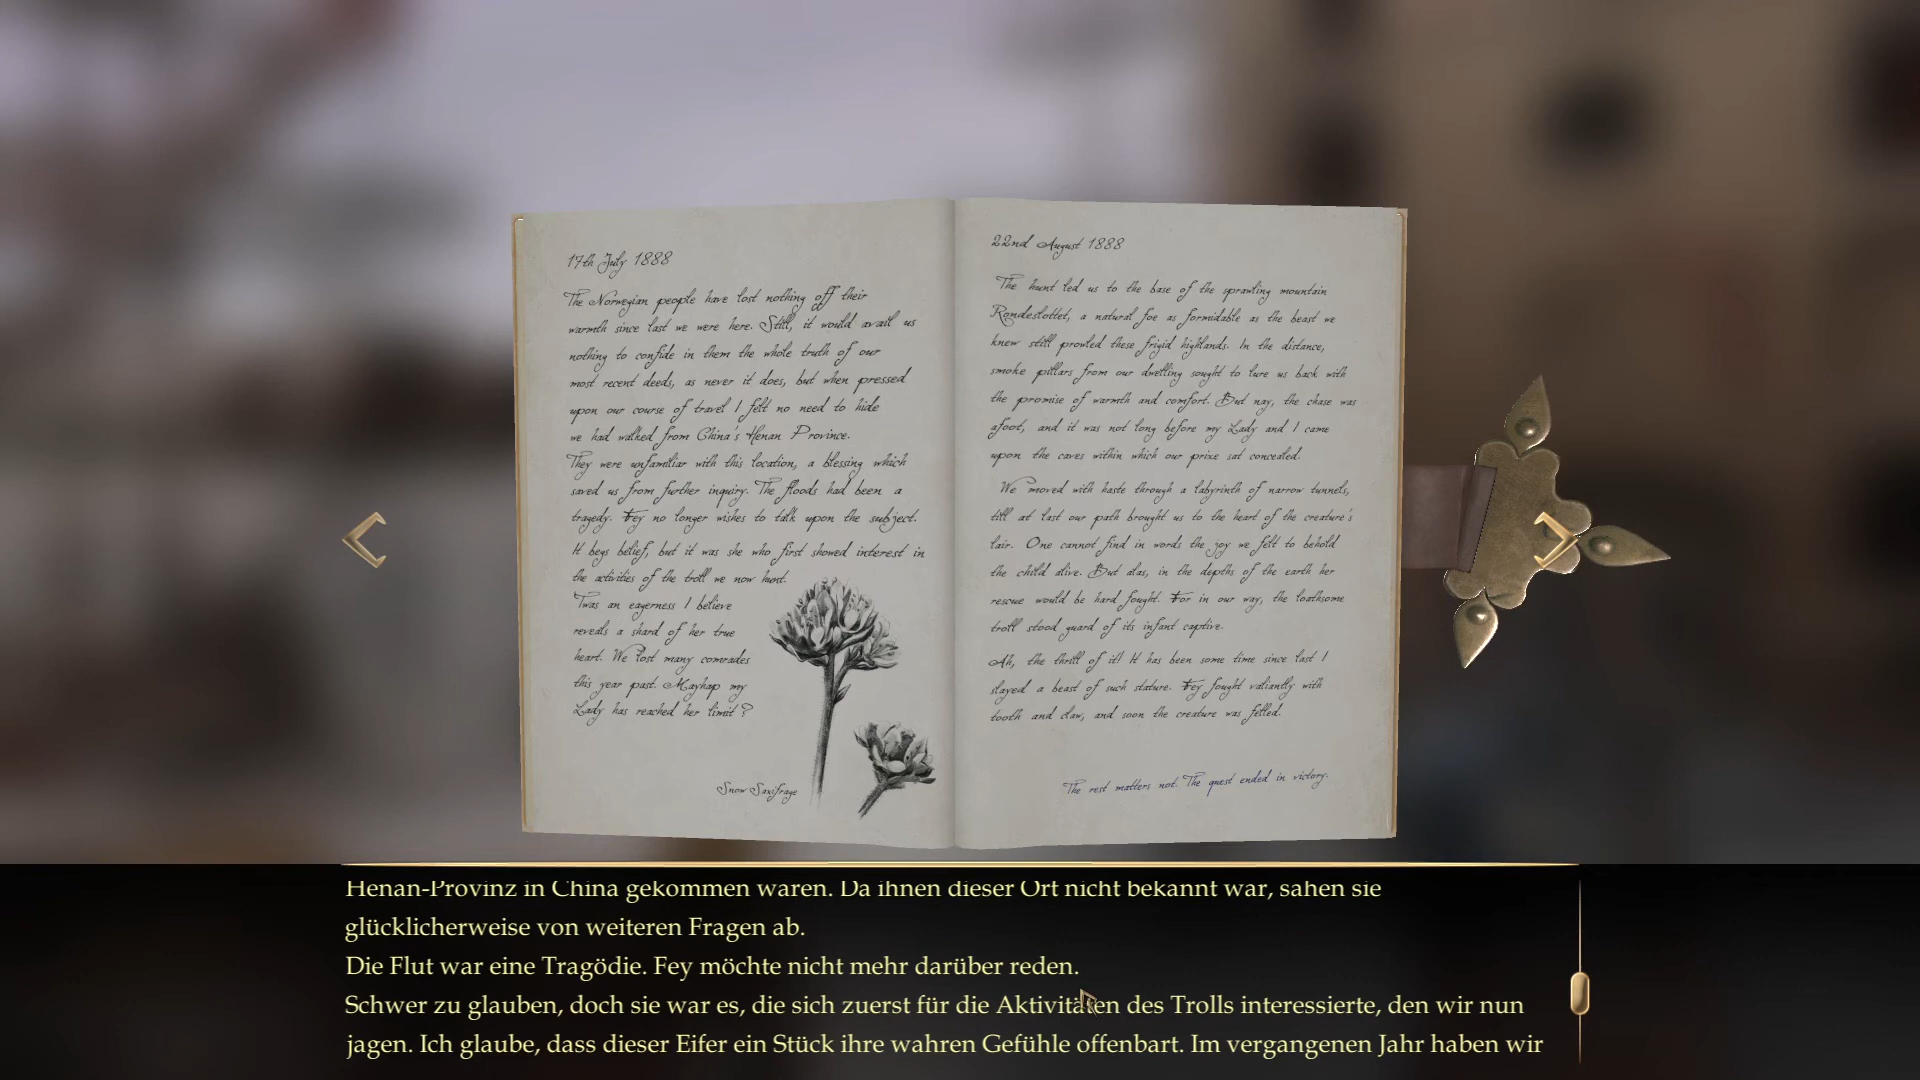 17th July 1888
The Norwegian people have lost nothing off their
warmth since last we were here. Still, it would avail us
nothing to confide in them the whole truth of our
most recent deeds, as never it does, but when pressed
upon our course of travel I felt no need to hide
we had walked from China's Henan Province.
They were unfamiliar with this location, a blessing which
saved us from further inquiry. The floods had been a
tragedy. Fey no longer wishes to talk upon the subject.
It begs belief, but it was she who first showed interest in
the activities of the troll we now hunt.
'Twas an eagerness I believe
reveals a shard of her true
heart. We lost many comrades
this year past. Mayhap my
Lady has reached her limit?
Snow Saxifrage
22nd August 1888
The hunt led us to the base of the sprawling mountain
Rondeslottet, a natural foe as formidable as the beast we
knew still prowled these frigid highlands. In the distance,
smoke pillars from our dwelling sought to lure us back with
the promise of warmth and comfort. But nay, the chase was
afoot, and it was not long before my Lady and I came
upon the caves within which our prize sat concealed.
We moved with haste through a labyrinth of narrow tunnels,
till at last our path brought us to the heart of the creature's
lair. One cannot find in words the joy we felt to behold
the child alive. But alas, in the depths of the earth her
rescue would be hard fought. For in our way, the loathsome
troll stood guard of its infant captive.
Ah, the thrill of it! It has been some time since last I
slayed a beast of such stature. Fey fought valiantly with
tooth and claw, and soon the creature was felled.
The rest matters not. The quest ended in victory.
Henan-Provinz in China gekommen waren. Da ihnen dieser Ort nicht bekannt war, sahen sie
glücklicherweise von weiteren Fragen ab.
Die Flut war eine Tragödie. Fey möchte nicht mehr darüber reden.
Schwer zu glauben, doch sie war es, die sich zuerst für die Aktivitäten des Trolls interessierte, den wir nun
jagen. Ich glaube, dass dieser Eifer ein Stück ihre wahren Gefühle offenbart. Im vergangenen Jahr haben wir